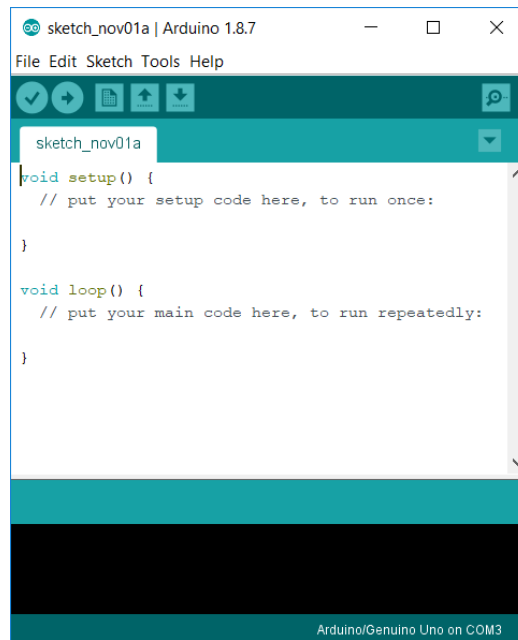 sketch_nov01a | Arduino 1.8.7
File Edit Sketch Tools Help
sketch_nov01a
void setup() {
  // put your setup code here, to run once:

}

void loop() {
  // put your main code here, to run repeatedly:

}
Arduino/Genuino Uno on COM3